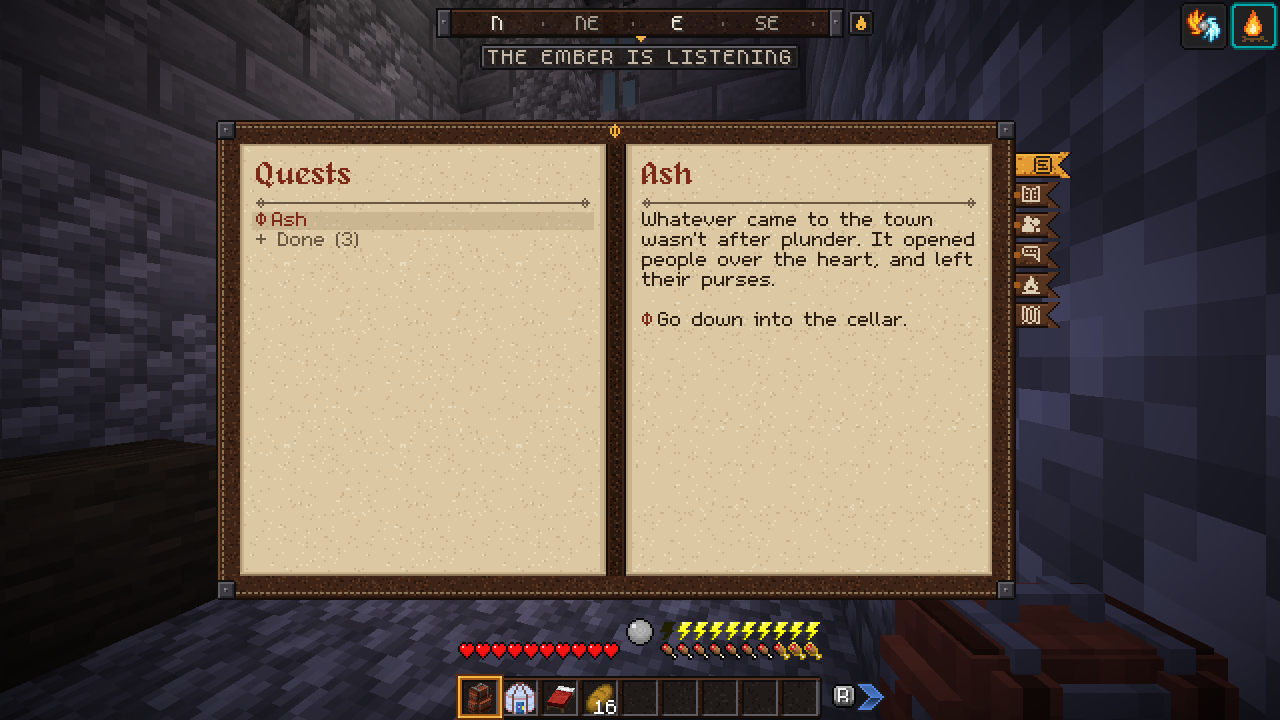 N · NE · E · SE ·
THE EMBER IS LISTENING
Quests
Ash
+ Done (3)
Ash
Whatever came to the town
wasn't after plunder. It opened
people over the heart, and left
their purses.
Go down into the cellar.
16
R